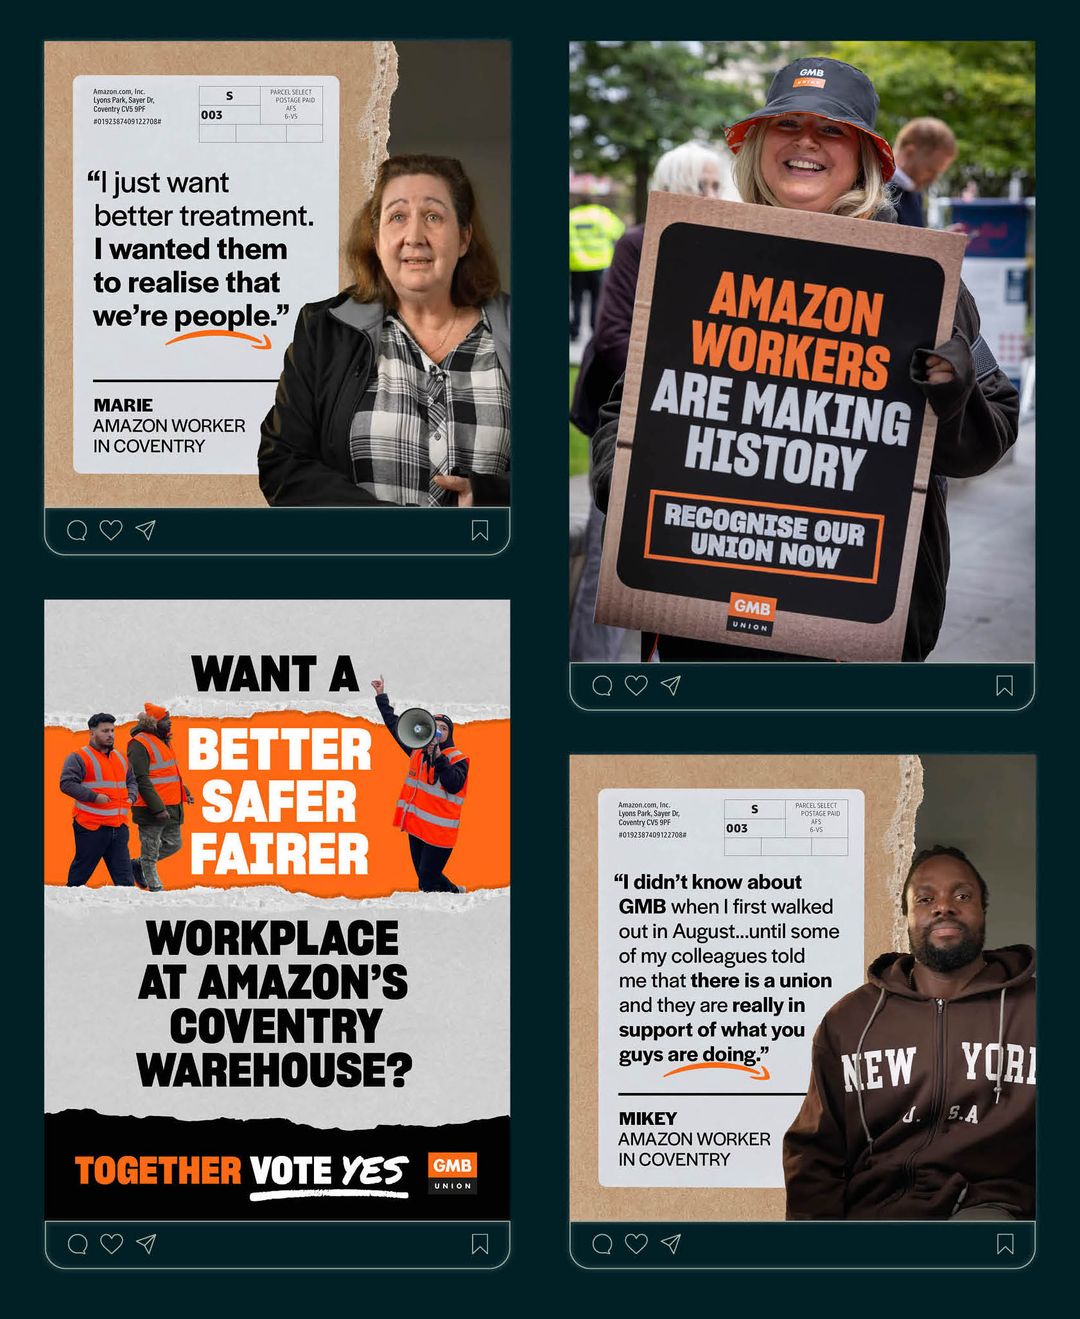 Amazon.com, Inc.
Lyons Park, Sayer Dr,
Coventry CV5 9PF
#0192387409122708#
S
003
PARCEL SELECT
POSTAGE PAID
AFS
6-VS
“I just want
better treatment.
I wanted them
to realise that
we’re people.”
MARIE
AMAZON WORKER
IN COVENTRY
GMB
UNION
AMAZON
WORKERS
ARE MAKING
HISTORY
RECOGNISE OUR
UNION NOW
GMB
UNION
WANT A
BETTER
SAFER
FAIRER
WORKPLACE
AT AMAZON’S
COVENTRY
WAREHOUSE?
TOGETHER VOTE YES
GMB
UNION
Amazon.com, Inc.
Lyons Park, Sayer Dr,
Coventry CV5 9PF
#0192387409122708#
S
003
PARCEL SELECT
POSTAGE PAID
AFS
6-VS
“I didn’t know about
GMB when I first walked
out in August...until some
of my colleagues told
me that there is a union
and they are really in
support of what you
guys are doing.”
MIKEY
AMAZON WORKER
IN COVENTRY
NEW YORK
U. S.A